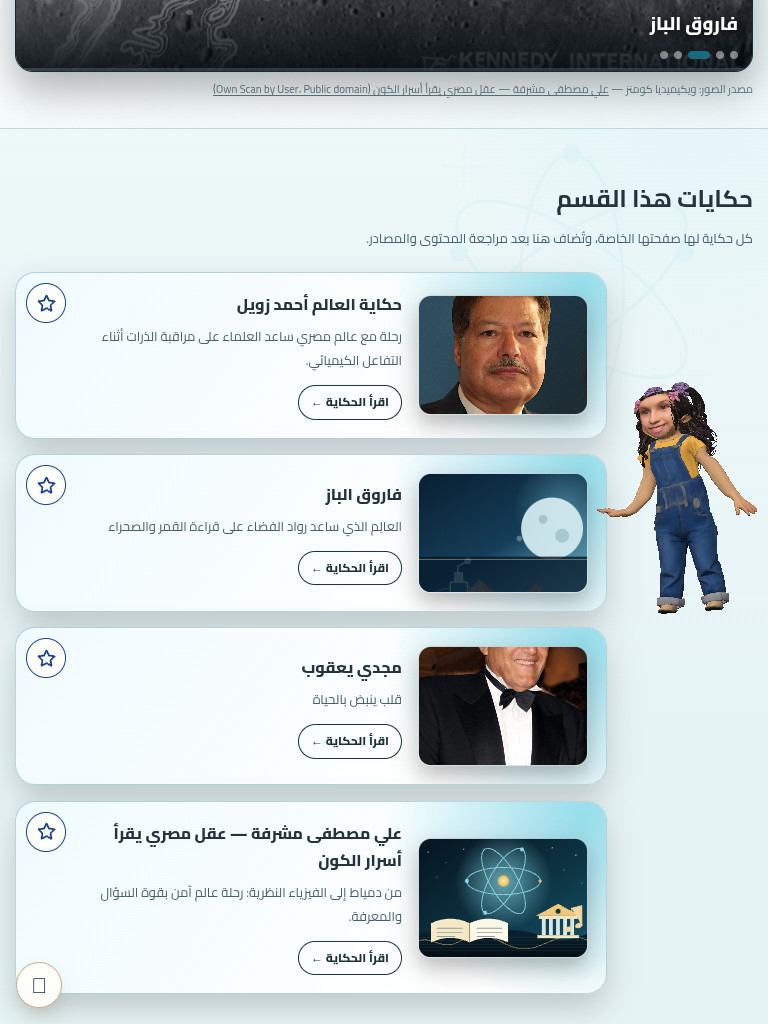 فاروق الباز
KENNEDY INTERNATIONAL
مصدر الصور: ويكيميديا كومنز — علي مصطفى مشرفة — عقل مصري يقرأ أسرار الكون (Own Scan by User، Public domain)
حكايات هذا القسم
كل حكاية لها صفحتها الخاصة، وتُضاف هنا بعد مراجعة المحتوى والمصادر.
حكاية العالم أحمد زويل
رحلة مع عالم مصري ساعد العلماء على مراقبة الذرات أثناء
التفاعل الكيميائي.
اقرأ الحكاية ←
فاروق الباز
العالِم الذي ساعد رواد الفضاء على قراءة القمر والصحراء
اقرأ الحكاية ←
مجدي يعقوب
قلب ينبض بالحياة
اقرأ الحكاية ←
علي مصطفى مشرفة — عقل مصري يقرأ
أسرار الكون
من دمياط إلى الفيزياء النظرية: رحلة عالم آمن بقوة السؤال
والمعرفة.
اقرأ الحكاية ←